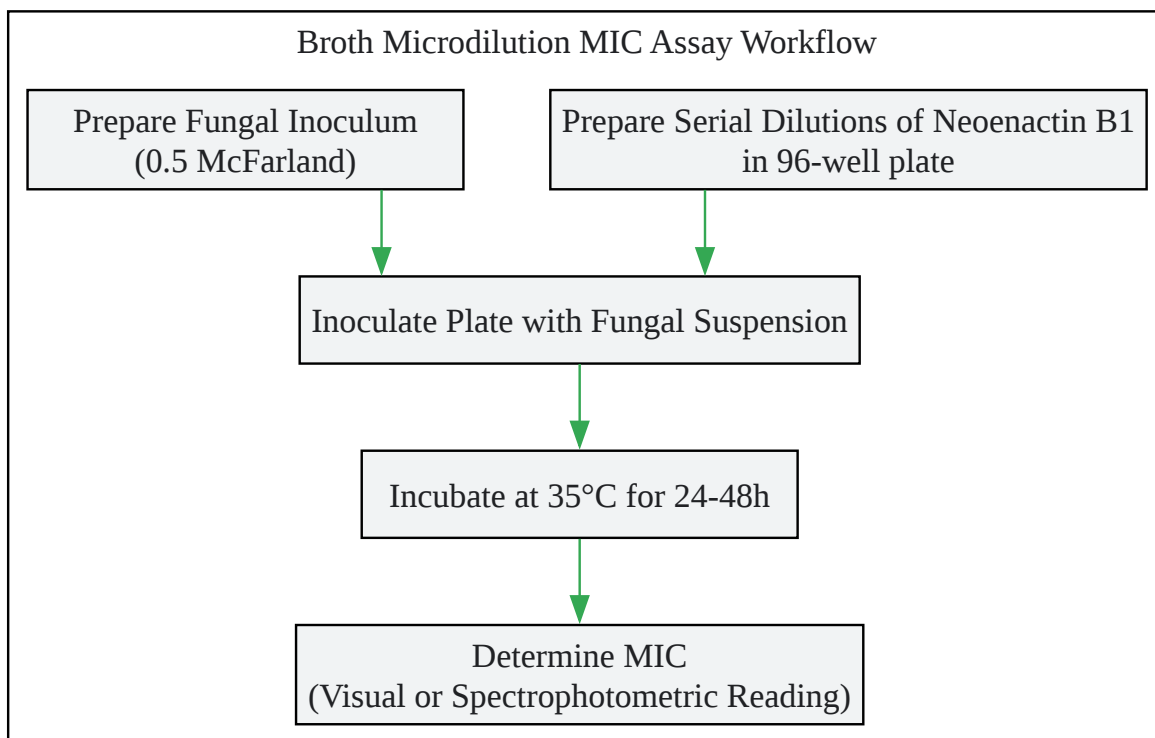 Broth Microdilution MIC Assay Workflow
Prepare Fungal Inoculum
(0.5 McFarland)
Prepare Serial Dilutions of Neoenactin B1
in 96-well plate
Inoculate Plate with Fungal Suspension
Incubate at 35°C for 24-48h
Determine MIC
(Visual or Spectrophotometric Reading)